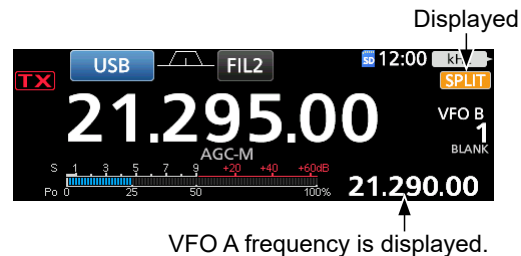 Displayed
USB FIL2 SD 12:00
TX SPLIT
21.295.00 VFO B
1
AGC-M BLANK
S 1 3 5 7 9 +20 +40 +60dB
Po 0 25 50 100% 21.290.00
VFO A frequency is displayed.